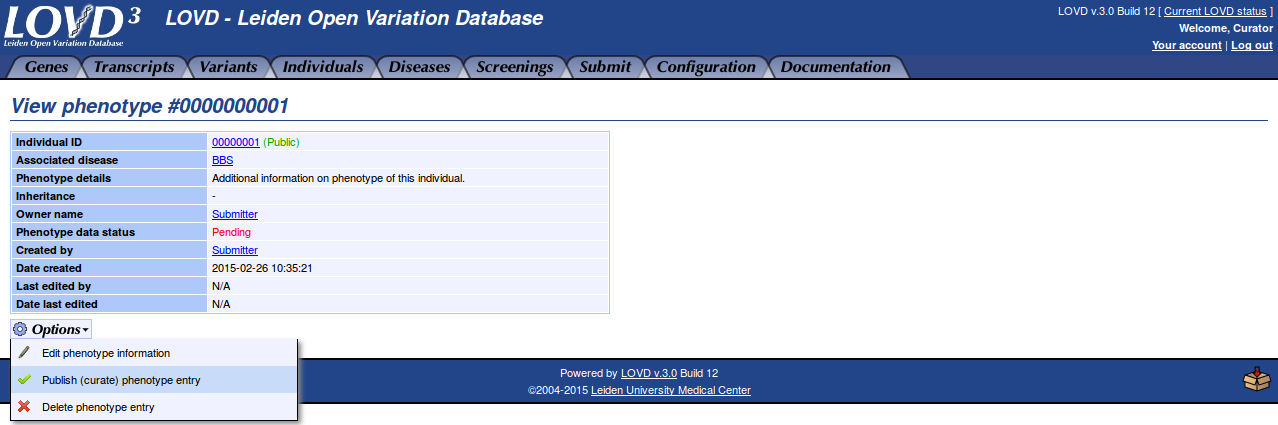 LOVD 3
Leiden Open Variation Database
LOVD - Leiden Open Variation Database
LOVD v.3.0 Build 12 [ Current LOVD status ]
Welcome, Curator
Your account | Log out
Genes Transcripts Variants Individuals Diseases Screenings Submit Configuration Documentation
View phenotype #0000000001
Individual ID 00000001 (Public)
Associated disease BBS
Phenotype details Additional information on phenotype of this individual.
Inheritance -
Owner name Submitter
Phenotype data status Pending
Created by Submitter
Date created 2015-02-26 10:35:21
Last edited by N/A
Date last edited N/A
Options
Edit phenotype information
Publish (curate) phenotype entry
Delete phenotype entry
Powered by LOVD v.3.0 Build 12
©2004-2015 Leiden University Medical Center